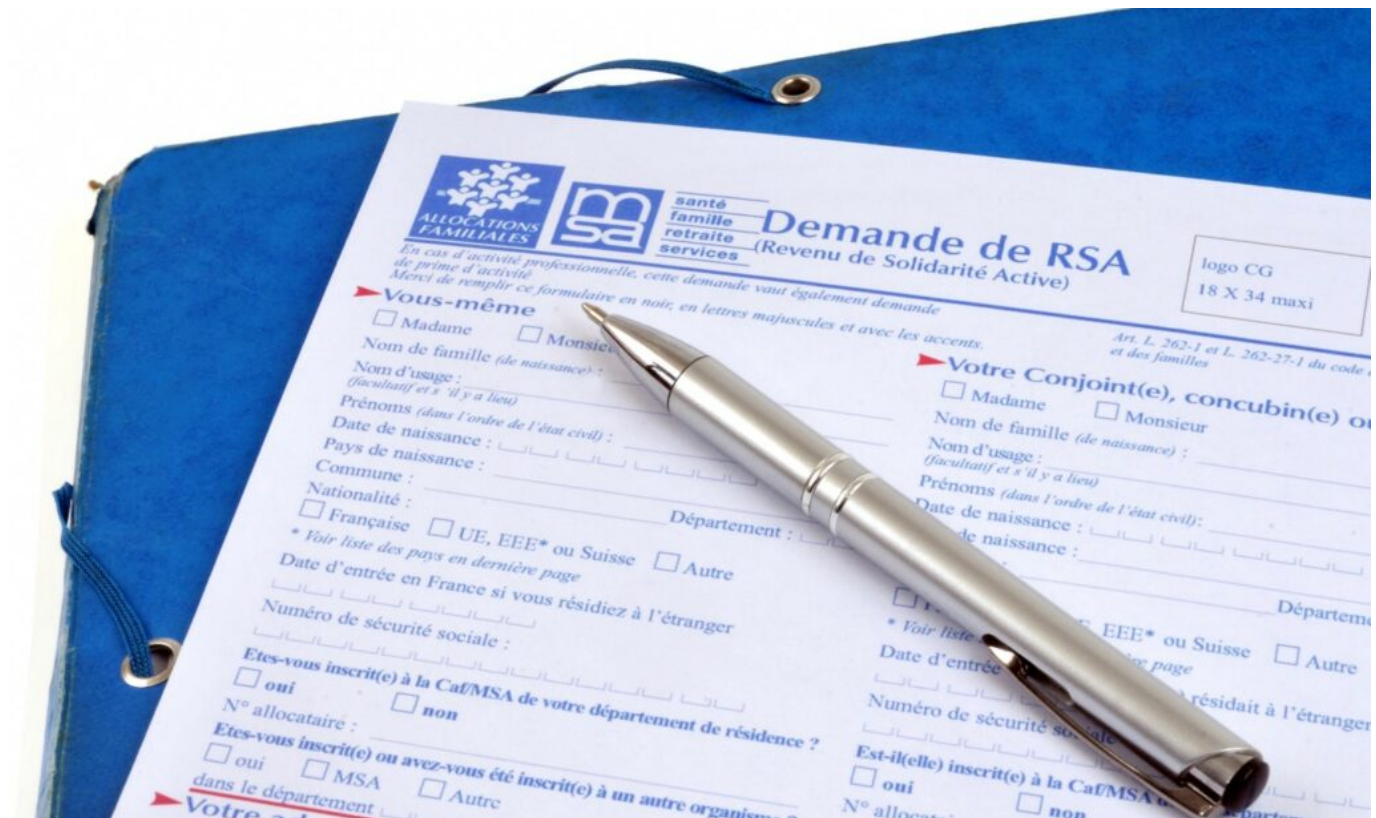 ALLOCATIONS
FAMILIALES
msa
santé
famille
retraite
services
Demande de RSA
(Revenu de Solidarité Active)
logo CG
18 X 34 maxi
En cas d'activité professionnelle, cette demande vaut également demande
de prime d'activité
Merci de remplir ce formulaire en noir, en lettres majuscules et avec les accents.
Art. L. 262-1 et L. 262-27-1 du code
et des familles
Vous-même
Madame
Nom de famille (de naissance) :
Nom d'usage :
(facultatif et s'il y a lieu)
Prénoms (dans l'ordre de l'état civil) :
Date de naissance :
Pays de naissance :
Commune :
Département :
Nationalité :
Française UE, EEE* ou Suisse Autre
* Voir liste des pays en dernière page
Date d'entrée en France si vous résidiez à l'étranger
Numéro de sécurité sociale :
Etes-vous inscrit(e) à la Caf/MSA de votre département de résidence ?
oui non
N° allocataire :
Etes-vous inscrit(e) ou avez-vous été inscrit(e) à un autre organisme ?
oui MSA Autre
dans le département
Votre
Votre Conjoint(e), concubin(e)
Madame Monsieur
Nom de famille (de naissance) :
Nom d'usage :
(facultatif et s'il y a lieu)
Prénoms (dans l'ordre de l'état civil):
Date de naissance :
de naissance :
EEE* ou Suisse Autre
* Voir liste page
Date d'entrée résidait à l'étranger
Numéro de sécurité
Est-il(elle) inscrit(e) à la Caf/MSA
oui non
N°